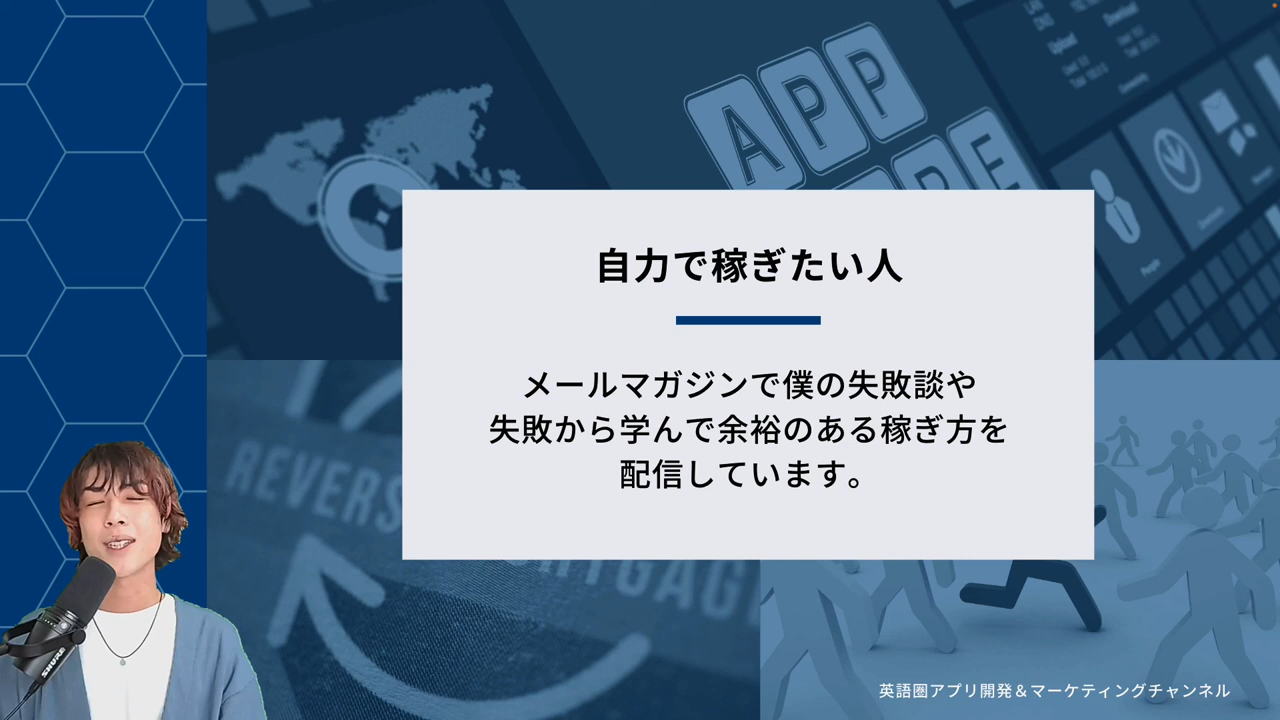 APP
自力で稼ぎたい人
メールマガジンで僕の失敗談や
失敗から学んで余裕のある稼ぎ方を
配信しています。
REVERS
SHURE
英語圏アプリ開発＆マーケティングチャンネル